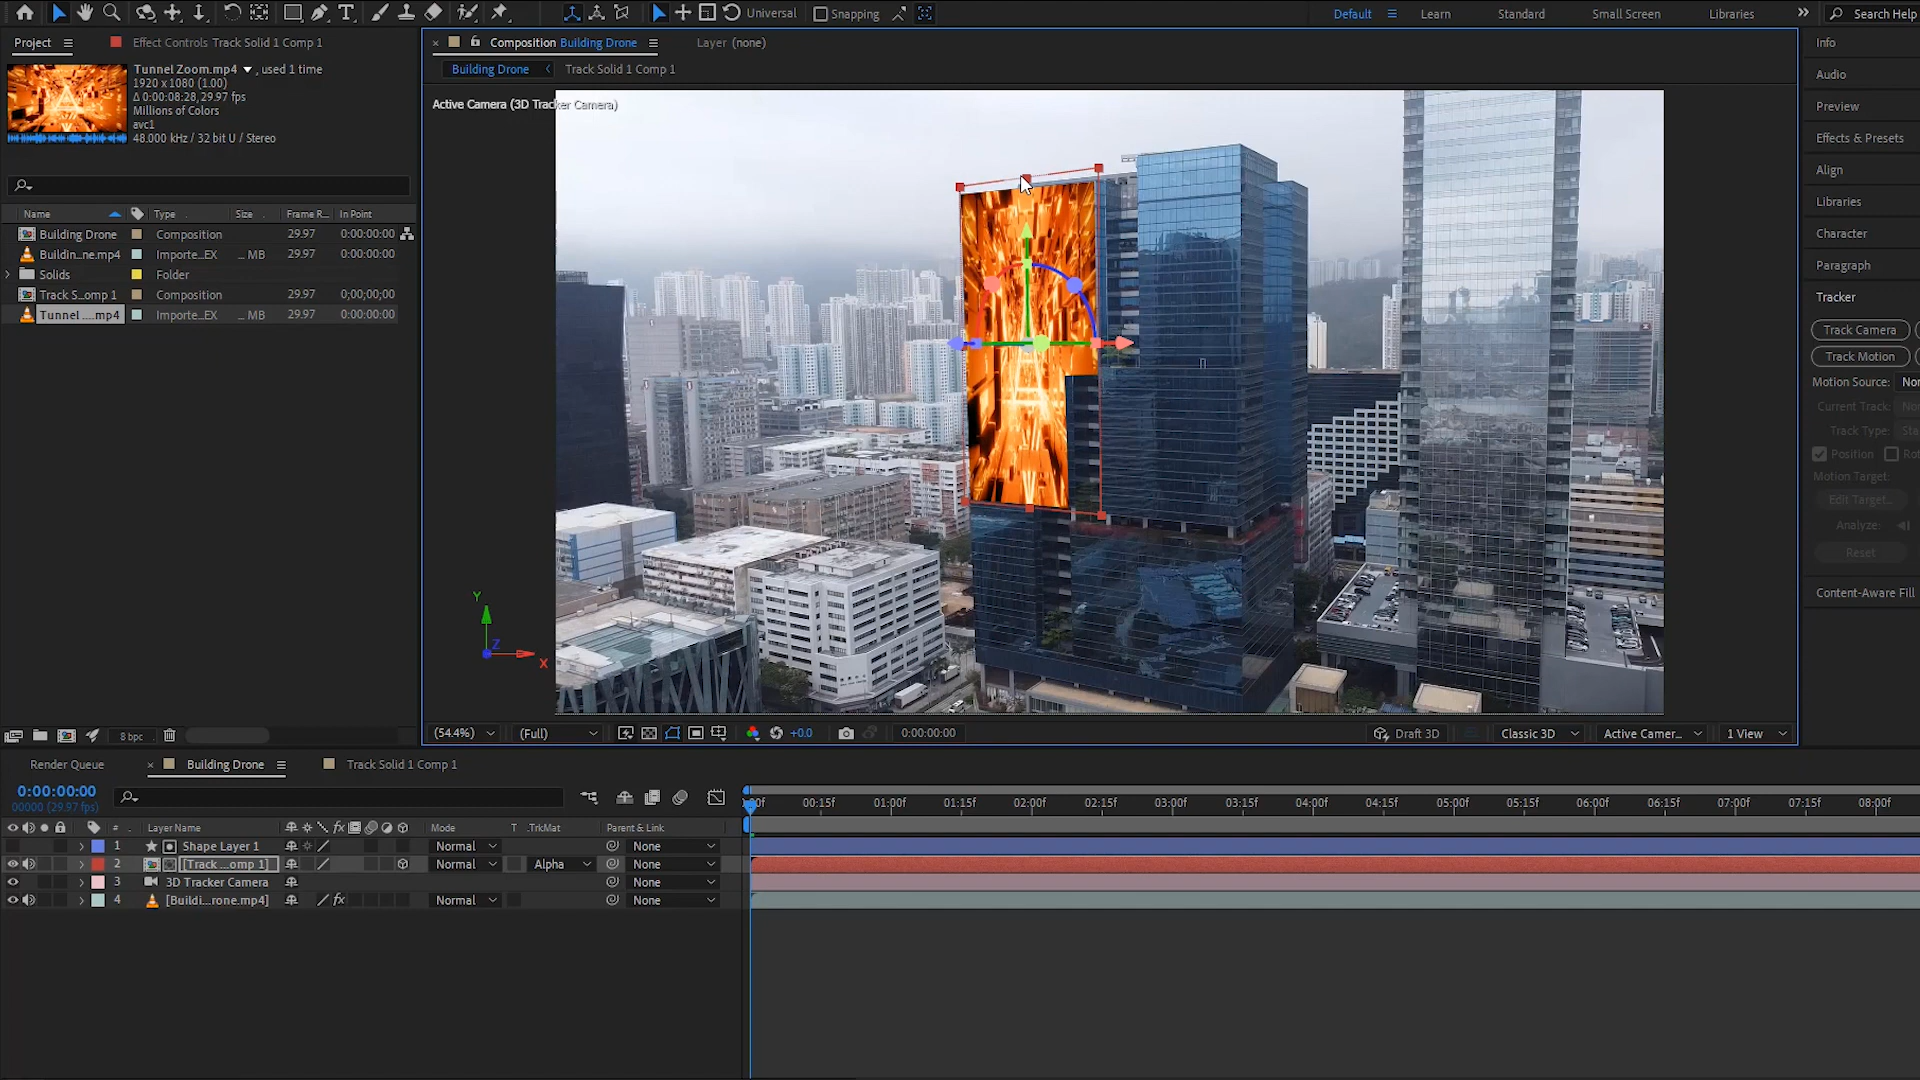 Universal
Snapping
Default
Learn
Standard
Small Screen
Libraries
Search Help
Project
Effect Controls Track Solid 1 Comp 1
Composition Building Drone
Layer (none)
Building Drone
Track Solid 1 Comp 1
Active Camera (3D Tracker Camera)
Tunnel Zoom.mp4 , used 1 time
1920 x 1080 (1.00)
Δ 0:00:08:28, 29.97 fps
Millions of Colors
avc1
48.000 kHz / 32 bit U / Stereo
Name Type Size Frame R... In Point
Building Drone Composition 29.97 0:00:00:00
Buildin...ne.mp4 Importe...EX ... MB 29.97 0:00:00:00
Solids Folder
Track S...omp 1 Composition 29.97 0;00;00;00
Tunnel ....mp4 Importe...EX ... MB 29.97 0:00:00:00
Y
Z
X
Info
Audio
Preview
Effects & Presets
Align
Libraries
Character
Paragraph
Tracker
Track Camera
Track Motion
Motion Source:
Current Track:
Track Type:
Position
Motion Target:
Edit Target...
Analyze:
Reset
Content-Aware Fill
8 bpc
(54.4%)
(Full)
+0.0
0:00:00:00
Draft 3D
Classic 3D
Active Camer...
1 View
Render Queue
Building Drone
Track Solid 1 Comp 1
0:00:00:00
00000 (29.97 fps)
00:15f 01:00f 01:15f 02:00f 02:15f 03:00f 03:15f 04:00f 04:15f 05:00f 05:15f 06:00f 06:15f 07:00f 07:15f 08:00f
# Layer Name fx Mode T .TrkMat Parent & Link
1 Shape Layer 1 Normal None
2 [Track ...omp 1] Normal Alpha None
3 3D Tracker Camera None
4 [Buildi...rone.mp4] fx Normal None